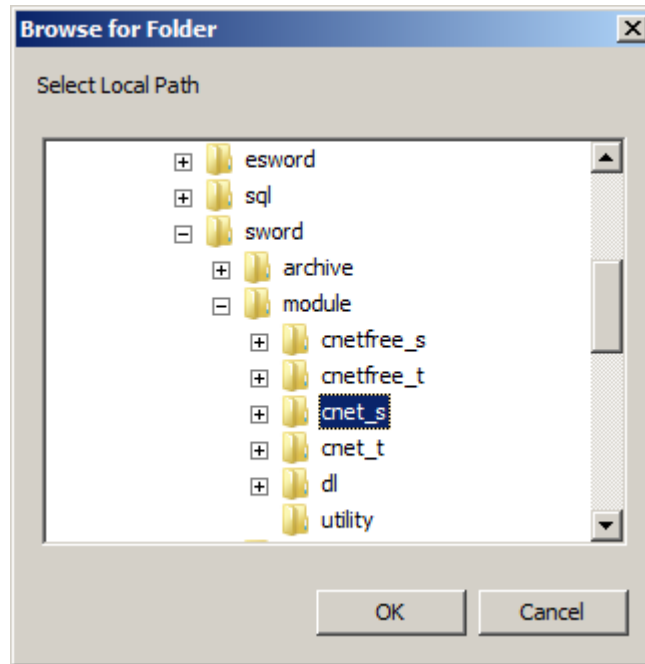 Browse for Folder
Select Local Path
esword
sql
sword
archive
module
cnetfree_s
cnetfree_t
cnet_s
cnet_t
dl
utility
OK Cancel